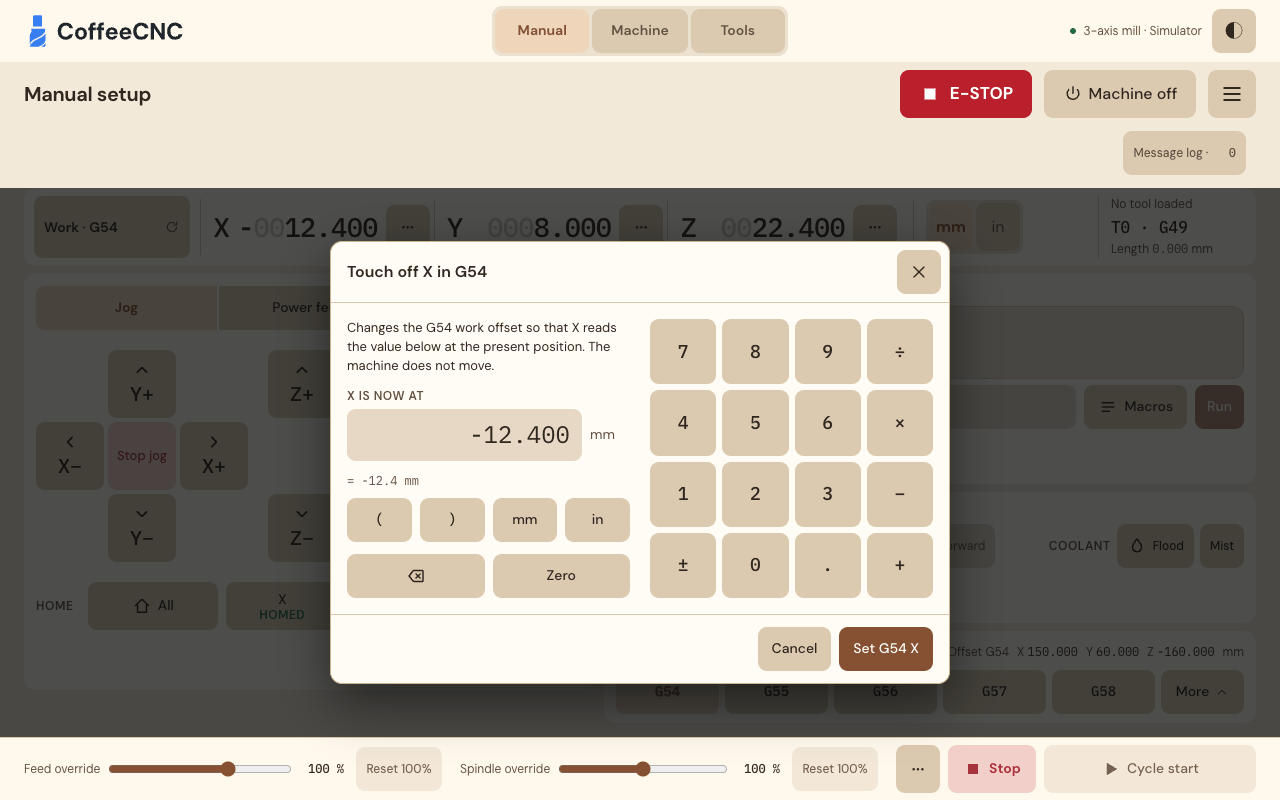 CoffeeCNC
Manual
Machine
Tools
3-axis mill · Simulator
Manual setup
E-STOP
Machine off
Message log · 0
Work · G54
X -0012.400 ...
Y 0008.000 ...
Z 0022.400 ...
mm in
No tool loaded
T0 · G49
Length 0.000 mm
Jog
Power
Y+
Z+
X−
Stop jog
X+
Y−
Z−
HOME
All
X
HOMED
Touch off X in G54
Changes the G54 work offset so that X reads
the value below at the present position. The
machine does not move.
X IS NOW AT
-12.400 mm
= -12.4 mm
( ) mm in
Zero
7 8 9 ÷
4 5 6 ×
1 2 3 −
± 0 . +
Cancel
Set G54 X
Macros
Run
COOLANT
Flood
Mist
Offset G54 X 150.000 Y 60.000 Z -160.000 mm
G54 G55 G56 G57 G58 More
Feed override
100 %
Reset 100%
Spindle override
100 %
Reset 100%
...
Stop
Cycle start